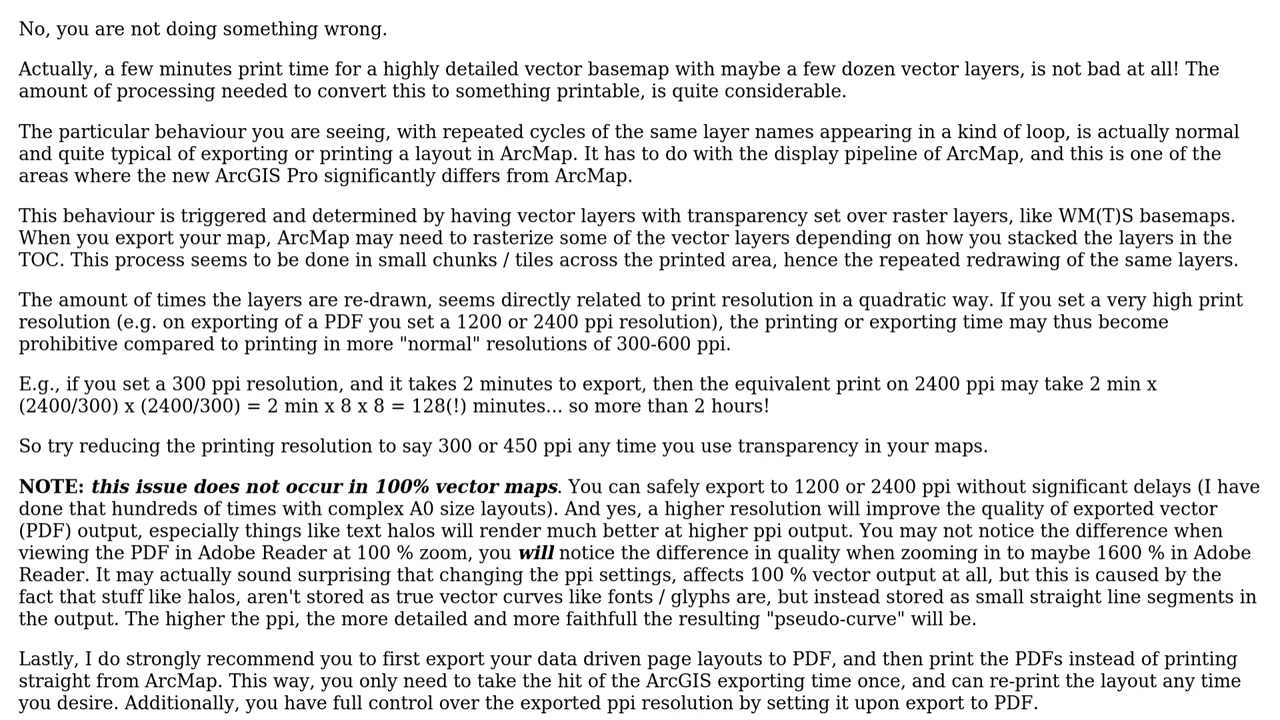 No, you are not doing something wrong.
Actually, a few minutes print time for a highly detailed vector basemap with maybe a few dozen vector layers, is not bad at all! The
amount of processing needed to convert this to something printable, is quite considerable.
The particular behaviour you are seeing, with repeated cycles of the same layer names appearing in a kind of loop, is actually normal
and quite typical of exporting or printing a layout in ArcMap. It has to do with the display pipeline of ArcMap, and this is one of the
areas where the new ArcGIS Pro significantly differs from ArcMap.
This behaviour is triggered and determined by having vector layers with transparency set over raster layers, like WM(T)S basemaps.
When you export your map, ArcMap may need to rasterize some of the vector layers depending on how you stacked the layers in the
TOC. This process seems to be done in small chunks / tiles across the printed area, hence the repeated redrawing of the same layers.
The amount of times the layers are re-drawn, seems directly related to print resolution in a quadratic way. If you set a very high print
resolution (e.g. on exporting of a PDF you set a 1200 or 2400 ppi resolution), the printing or exporting time may thus become
prohibitive compared to printing in more "normal" resolutions of 300-600 ppi.
E.g., if you set a 300 ppi resolution, and it takes 2 minutes to export, then the equivalent print on 2400 ppi may take 2 min x
(2400/300) x (2400/300) = 2 min x 8 x 8 = 128(!) minutes... so more than 2 hours!
So try reducing the printing resolution to say 300 or 450 ppi any time you use transparency in your maps.
NOTE: this issue does not occur in 100% vector maps. You can safely export to 1200 or 2400 ppi without significant delays (I have
done that hundreds of times with complex A0 size layouts). And yes, a higher resolution will improve the quality of exported vector
(PDF) output, especially things like text halos will render much better at higher ppi output. You may not notice the difference when
viewing the PDF in Adobe Reader at 100 % zoom, you will notice the difference in quality when zooming in to maybe 1600 % in Adobe
Reader. It may actually sound surprising that changing the ppi settings, affects 100 % vector output at all, but this is caused by the
fact that stuff like halos, aren't stored as true vector curves like fonts / glyphs are, but instead stored as small straight line segments in
the output. The higher the ppi, the more detailed and more faithfull the resulting "pseudo-curve" will be.
Lastly, I do strongly recommend you to first export your data driven page layouts to PDF, and then print the PDFs instead of printing
straight from ArcMap. This way, you only need to take the hit of the ArcGIS exporting time once, and can re-print the layout any time
you desire. Additionally, you have full control over the exported ppi resolution by setting it upon export to PDF.